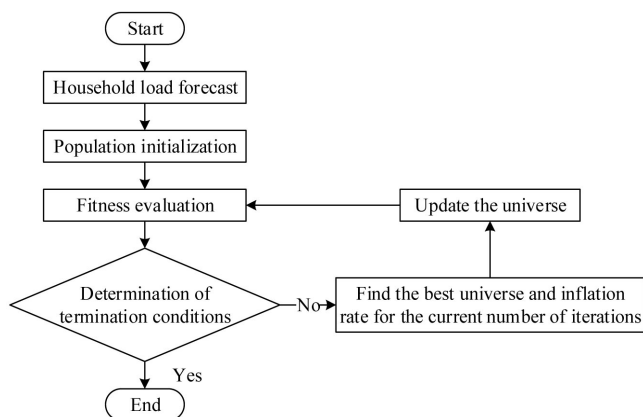 Start
Household load forecast
Population initialization
Fitness evaluation
Update the universe
Determination of
termination conditions
No
Find the best universe and inflation
rate for the current number of iterations
Yes
End